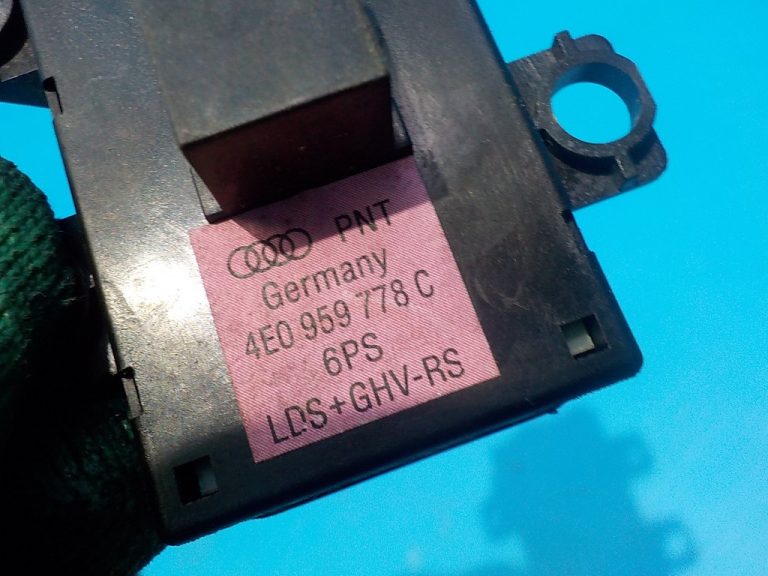 PNT
Germany
4E0 959 778 C
6PS
LDS+GHV-RS